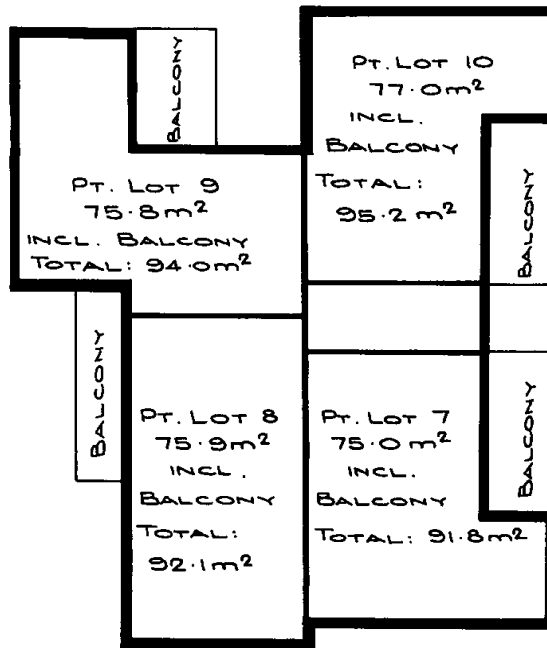 BALCONY
PT. LOT 10
77.0m²
INCL.
BALCONY
TOTAL:
95.2 m²
BALCONY
PT. LOT 9
75.8m²
INCL. BALCONY
TOTAL: 94.0m²
BALCONY
PT. LOT 8
75.9m²
INCL.
BALCONY
TOTAL:
92.1m²
PT. LOT 7
75.0m²
INCL.
BALCONY
TOTAL: 91.8m²
BALCONY